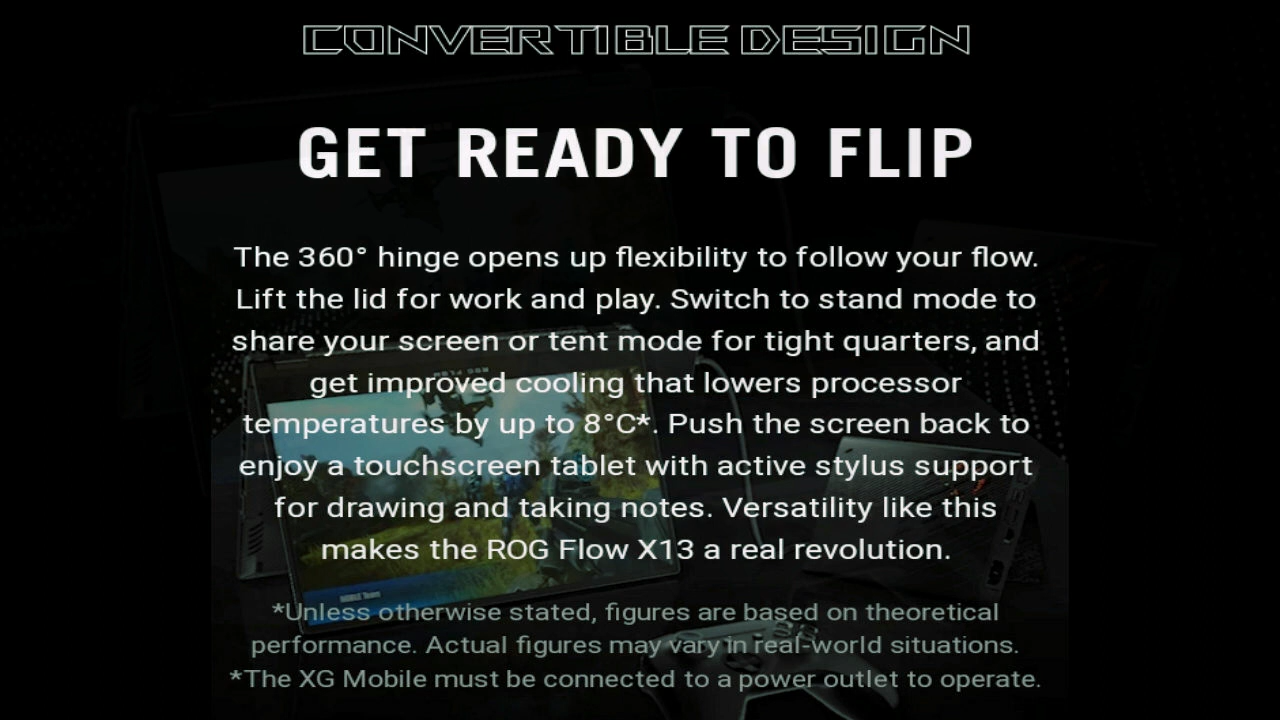 CONVERTIBLE DESIGN
GET READY TO FLIP
The 360° hinge opens up flexibility to follow your flow.
Lift the lid for work and play. Switch to stand mode to
share your screen or tent mode for tight quarters, and
get improved cooling that lowers processor
temperatures by up to 8°C*. Push the screen back to
enjoy a touchscreen tablet with active stylus support
for drawing and taking notes. Versatility like this
makes the ROG Flow X13 a real revolution.
*Unless otherwise stated, figures are based on theoretical
performance. Actual figures may vary in real-world situations.
*The XG Mobile must be connected to a power outlet to operate.